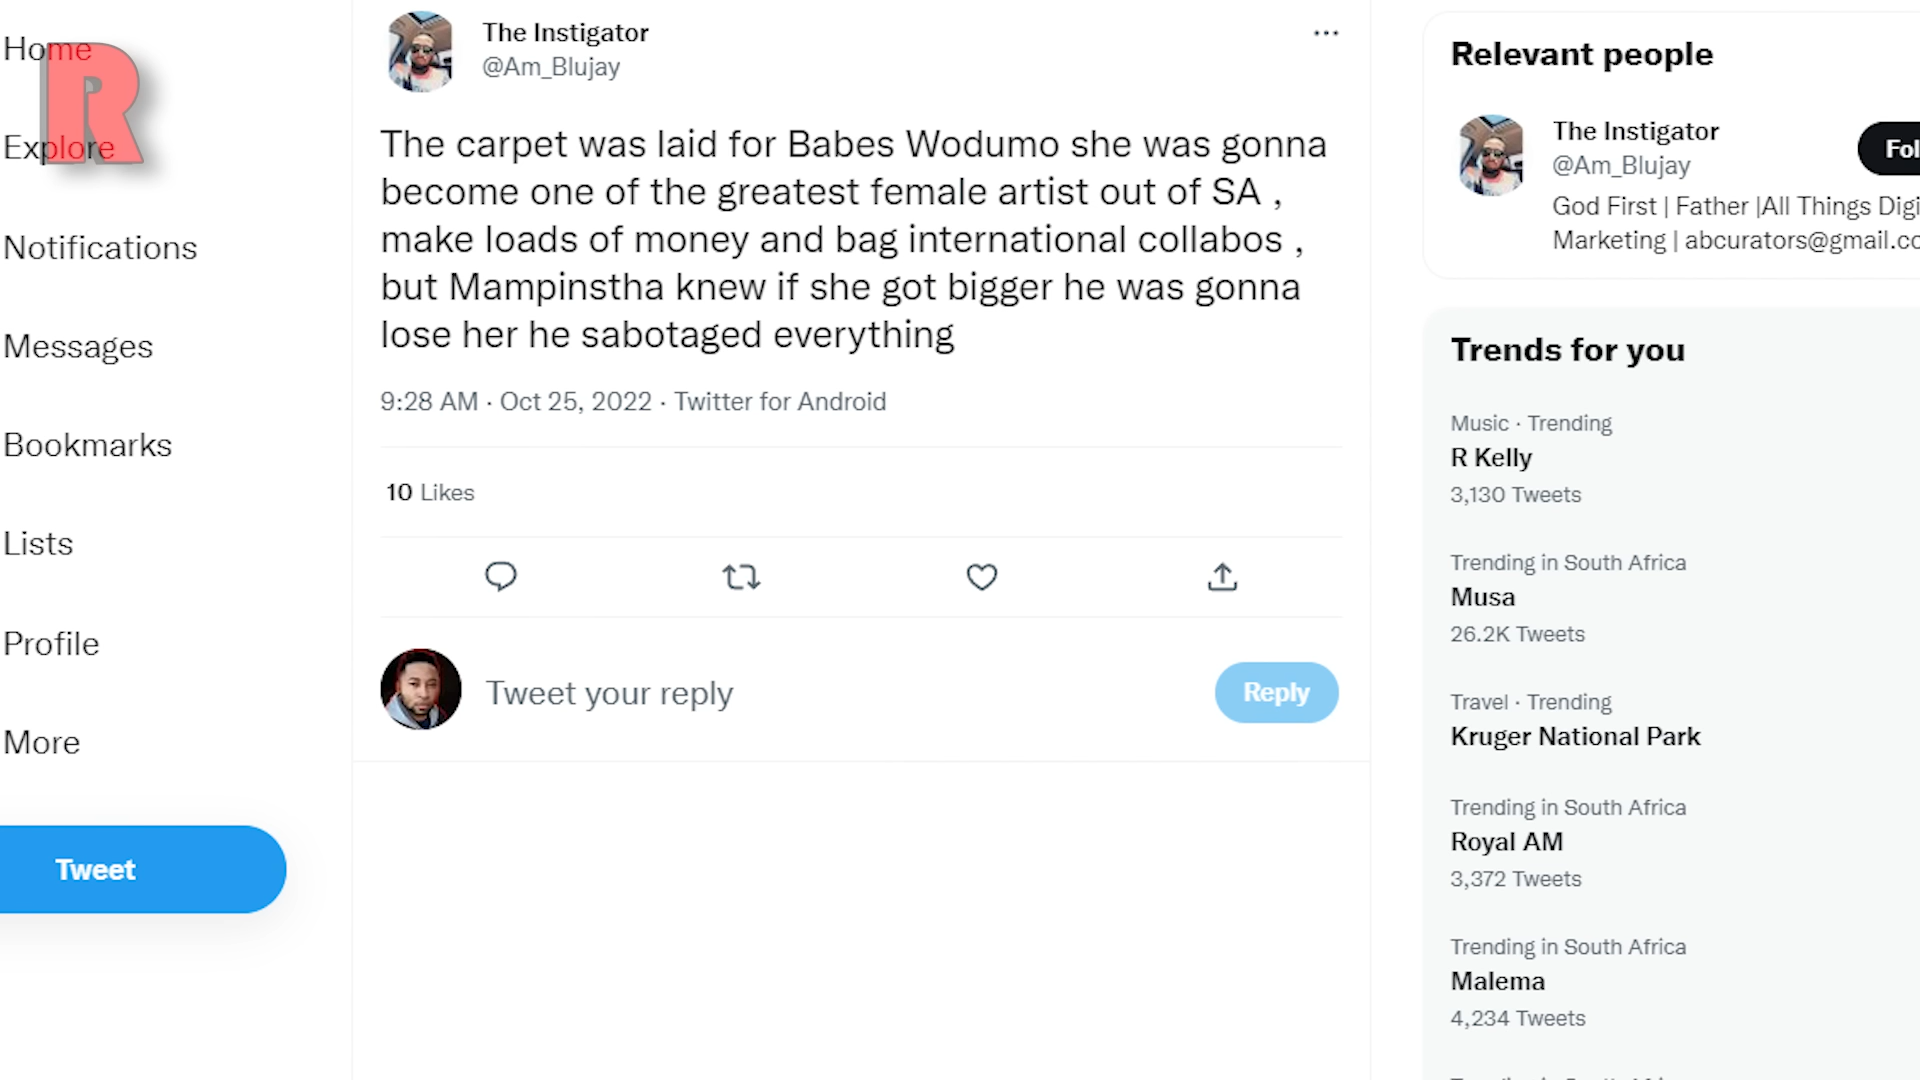 Home
Explore
Notifications
Messages
Bookmarks
Lists
Profile
More
Tweet
R
The Instigator
@Am_Blujay
The carpet was laid for Babes Wodumo she was gonna
become one of the greatest female artist out of SA ,
make loads of money and bag international collabos ,
but Mampinstha knew if she got bigger he was gonna
lose her he sabotaged everything
9:28 AM · Oct 25, 2022 · Twitter for Android
10 Likes
Tweet your reply
Reply
Relevant people
The Instigator
@Am_Blujay
Fol
God First | Father |All Things Digi
Marketing | abcurators@gmail.co
Trends for you
Music · Trending
R Kelly
3,130 Tweets
Trending in South Africa
Musa
26.2K Tweets
Travel · Trending
Kruger National Park
Trending in South Africa
Royal AM
3,372 Tweets
Trending in South Africa
Malema
4,234 Tweets